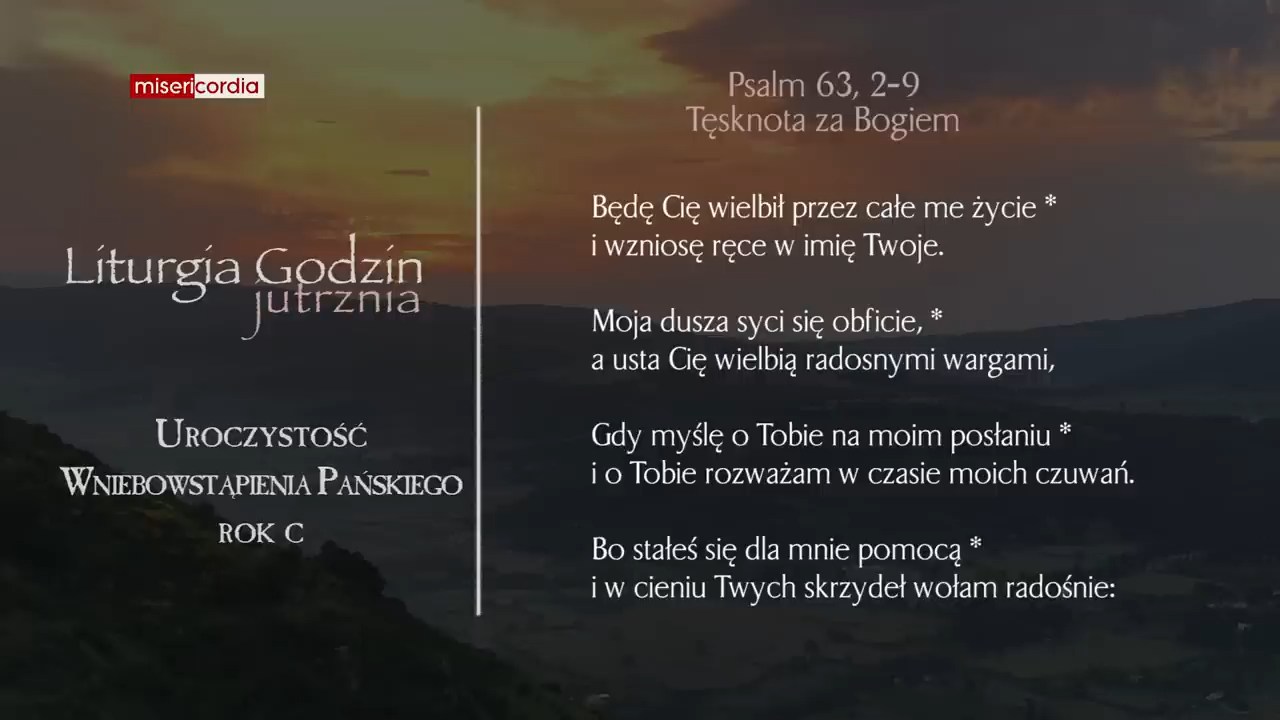 misericordia
Liturgia Godzin
jutrznia
Uroczystość
Wniebowstąpienia Pańskiego
rok C
Psalm 63, 2-9
Tęsknota za Bogiem
Będę Cię wielbił przez całe me życie *
i wzniosę ręce w imię Twoje.
Moja dusza syci się obficie, *
a usta Cię wielbią radosnymi wargami,
Gdy myślę o Tobie na moim posłaniu *
i o Tobie rozważam w czasie moich czuwań.
Bo stałeś się dla mnie pomocą *
i w cieniu Twych skrzydeł wołam radośnie: